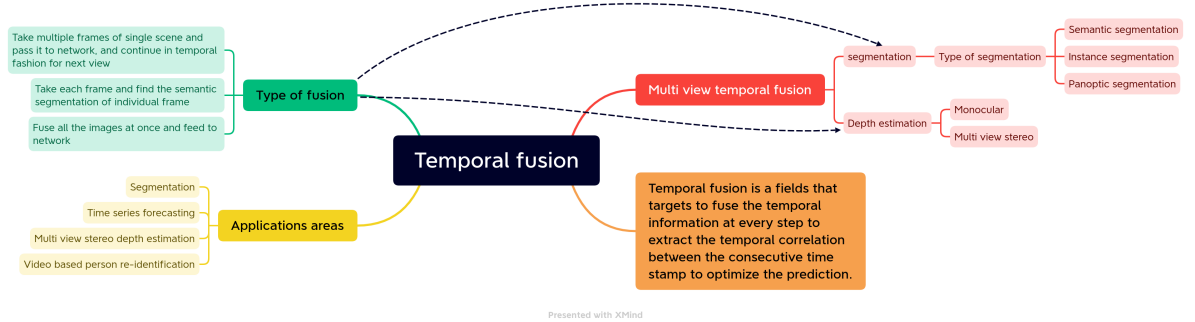 Take multiple frames of single scene and
pass it to network, and continue in temporal
fashion for next view
Take each frame and find the semantic
segmentation of individual frame
Fuse all the images at once and feed to
network
Type of fusion
Segmentation
Time series forecasting
Multi view stereo depth estimation
Video based person re-identification
Applications areas
Temporal fusion
Multi view temporal fusion
segmentation
Type of segmentation
Semantic segmentation
Instance segmentation
Panoptic segmentation
Depth estimation
Monocular
Multi view stereo
Temporal fusion is a fields that
targets to fuse the temporal
information at every step to
extract the temporal correlation
between the consecutive time
stamp to optimize the prediction.
Presented with XMind